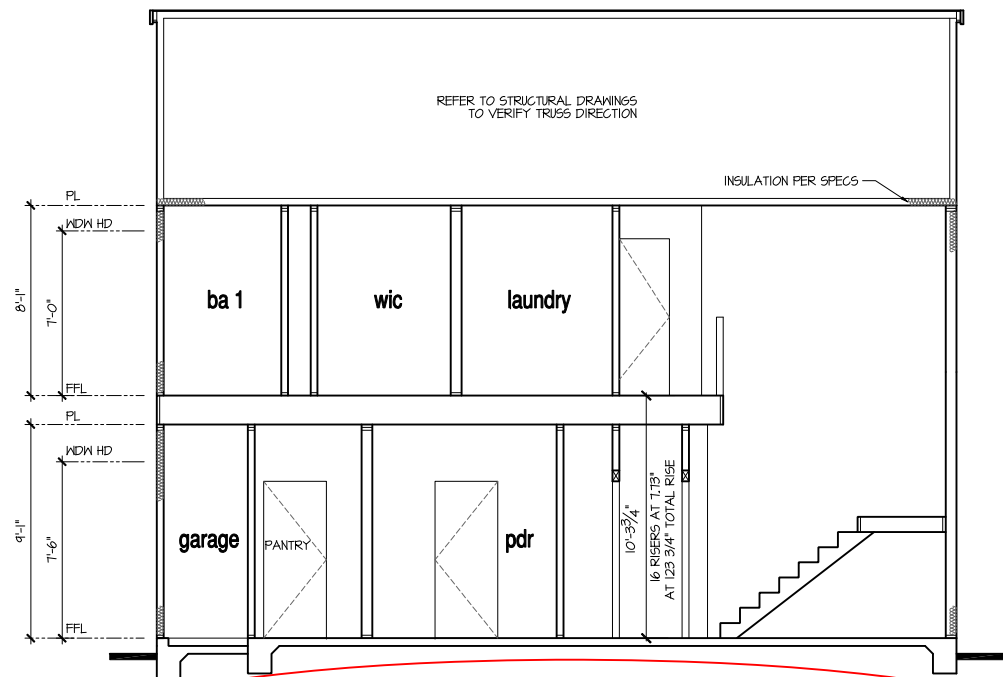 REFER TO STRUCTURAL DRAWINGS
TO VERIFY TRUSS DIRECTION
INSULATION PER SPECS
PL
WDW HD
8'-1"
7'-0"
ba 1
wic
laundry
FFL
PL
WDW HD
9'-1"
7'-6"
garage
PANTRY
pdr
10'-3 3/4"
16 RISERS AT 7.73"
AT 123 3/4" TOTAL RISE
FFL